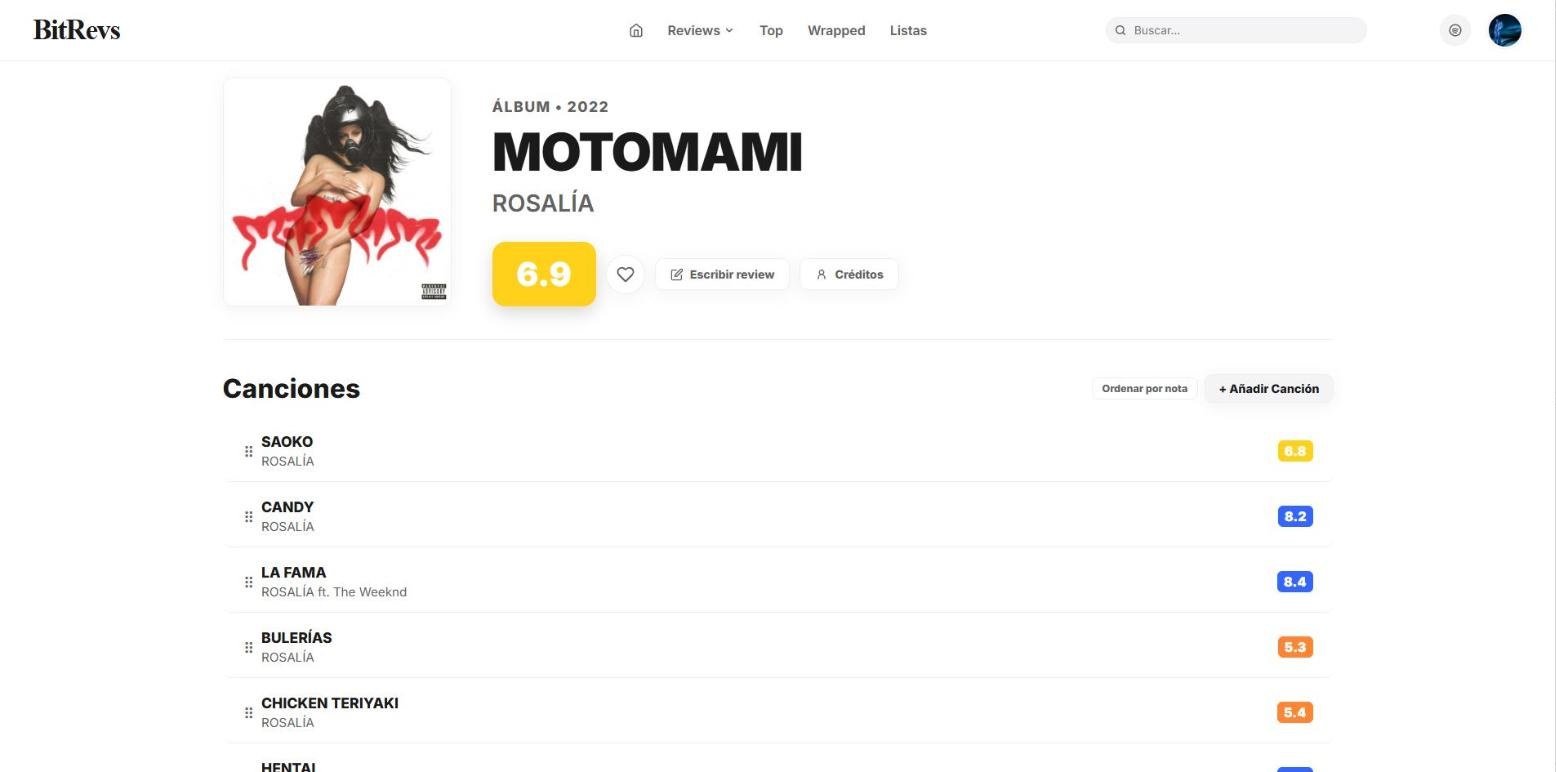 BitRevs
Reviews
Top
Wrapped
Listas
Buscar...
ÁLBUM • 2022
MOTOMAMI
ROSALÍA
6.9
Escribir review
Créditos
Canciones
Ordenar por nota
+ Añadir Canción
SAOKO
ROSALÍA
6.8
CANDY
ROSALÍA
8.2
LA FAMA
ROSALÍA ft. The Weeknd
8.4
BULERÍAS
ROSALÍA
5.3
CHICKEN TERIYAKI
ROSALÍA
5.4
HENTAI